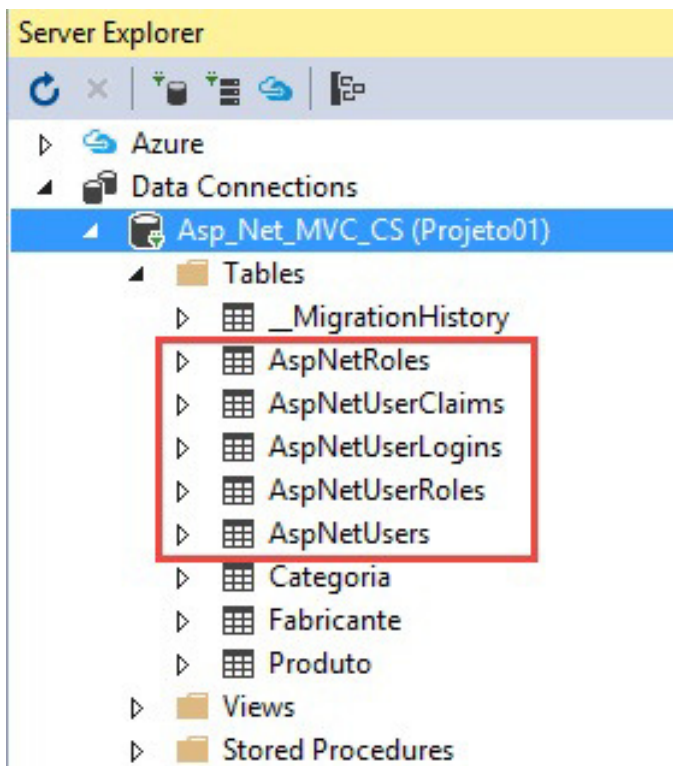 Server Explorer
Azure
Data Connections
Asp_Net_MVC_CS (Projeto01)
Tables
__MigrationHistory
AspNetRoles
AspNetUserClaims
AspNetUserLogins
AspNetUserRoles
AspNetUsers
Categoria
Fabricante
Produto
Views
Stored Procedures